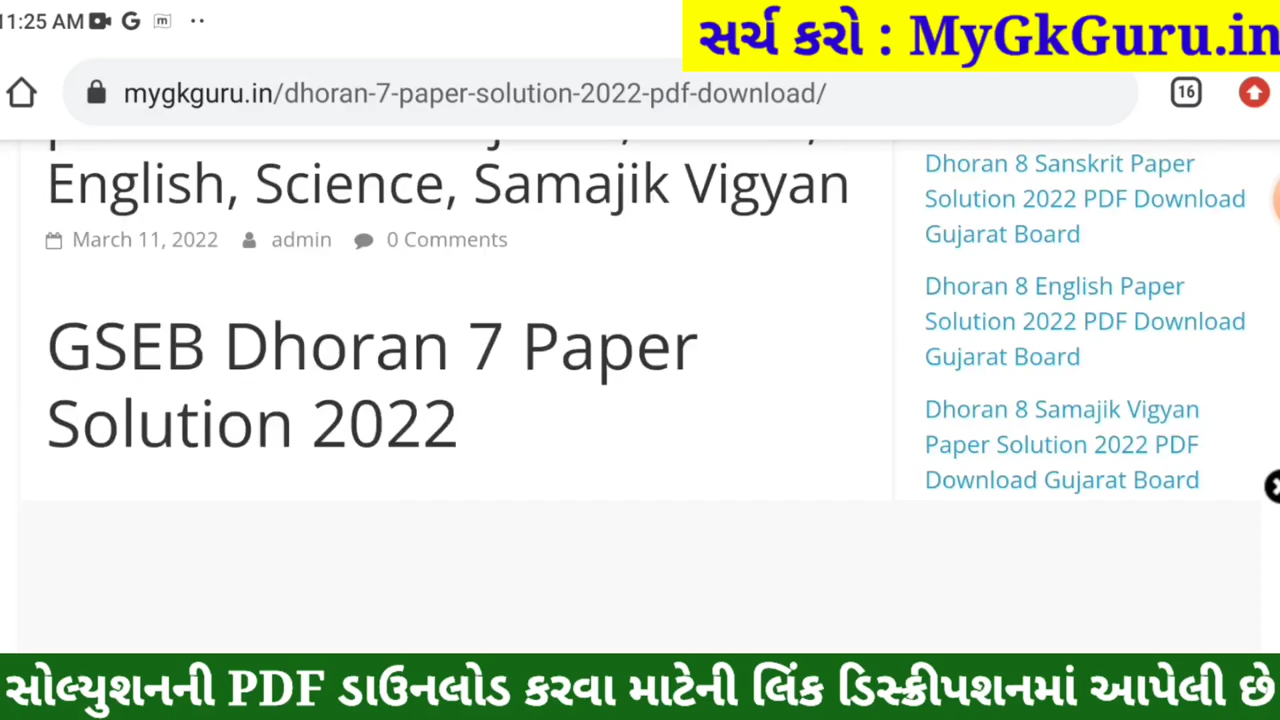 11:25 AM
સર્ચ કરો : MyGkGuru.in
mygkguru.in/dhoran-7-paper-solution-2022-pdf-download/
16
English, Science, Samajik Vigyan
March 11, 2022 admin 0 Comments
GSEB Dhoran 7 Paper
Solution 2022
Dhoran 8 Sanskrit Paper
Solution 2022 PDF Download
Gujarat Board
Dhoran 8 English Paper
Solution 2022 PDF Download
Gujarat Board
Dhoran 8 Samajik Vigyan
Paper Solution 2022 PDF
Download Gujarat Board
સોલ્યુશનની PDF ડાઉનલોડ કરવા માટેની લિંક ડિસ્ક્રીપશનમાં આપેલી છે